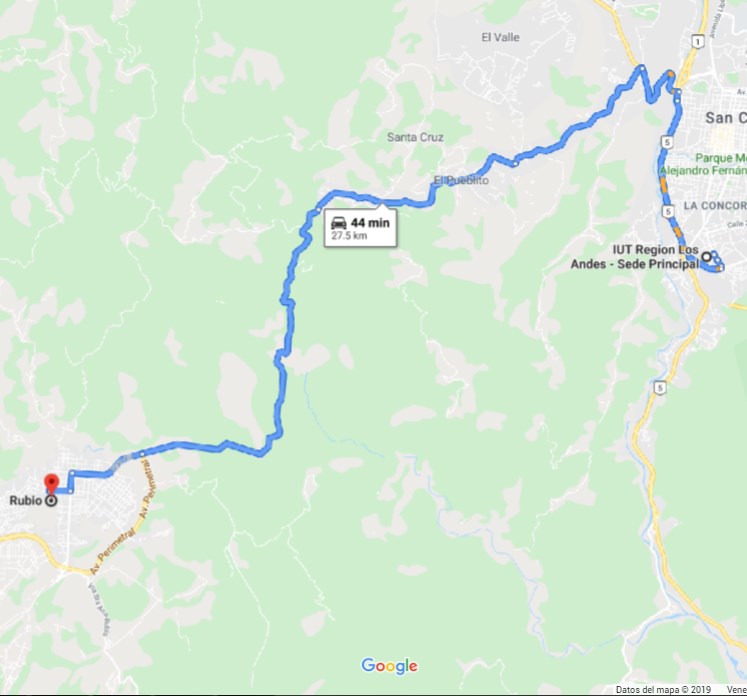 El Valle
1
Santa Cruz
San C
5
Parque Me
Alejandro Fernán
El Pueblito
5
LA CONCOR
44 min
27.5 km
Calle
IUT Region Los
Andes - Sede Principal
5
Av. Perimetral
Rubio
Av. Perimetral
Google
Datos del mapa © 2019 Vene